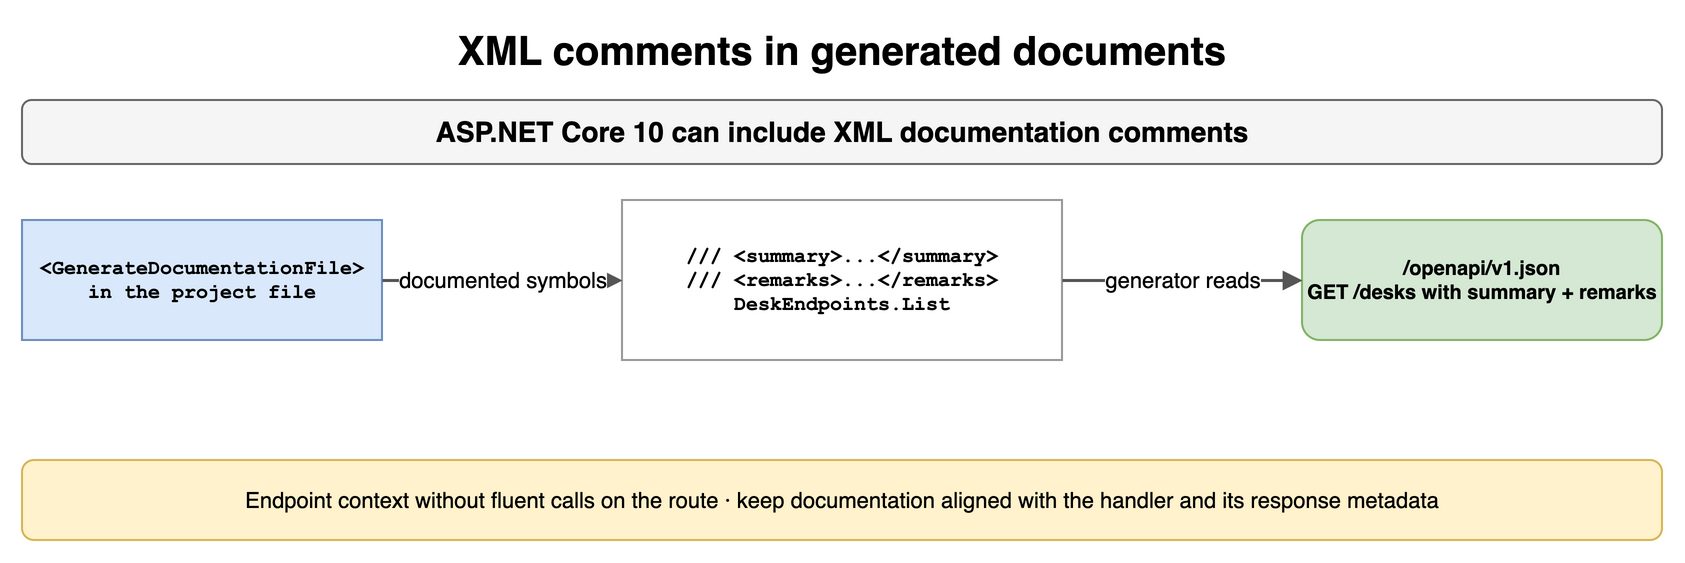 XML comments in generated documents
ASP.NET Core 10 can include XML documentation comments
<GenerateDocumentationFile>
in the project file
documented symbols
/// <summary>...</summary>
/// <remarks>...</remarks>
DeskEndpoints.List
generator reads
/openapi/v1.json
GET /desks with summary + remarks
Endpoint context without fluent calls on the route · keep documentation aligned with the handler and its response metadata